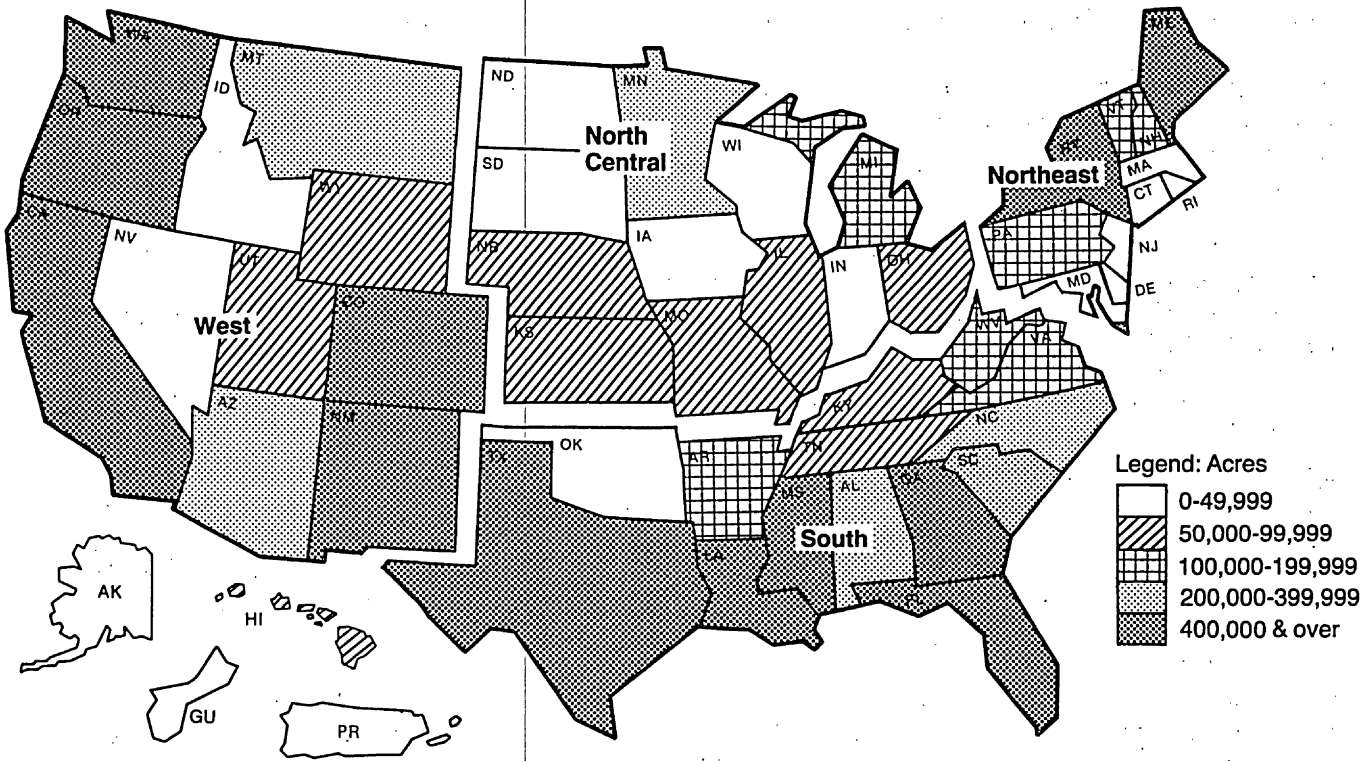 WA
MT
ID
OR
ND
MN
North
Central
WI
SD
MI
ME
VT
NH
NY
MA
Northeast
CT
RI
WY
CA
NV
UT
NB
IA
IL
IN
OH
PA
NJ
MD
DE
CO
West
KS
MO
WV
VA
KY
AZ
NM
OK
TX
AR
TN
NC
SC
MS
AL
GA
South
LA
FL
AK
HI
GU
PR
Legend: Acres
0-49,999
50,000-99,999
100,000-199,999
200,000-399,999
400,000 & over